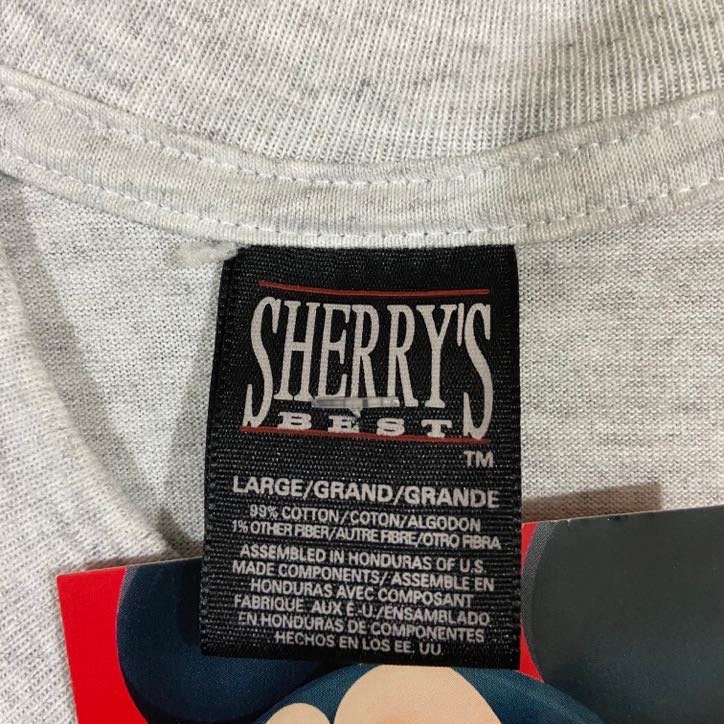 SHERRY'S
BEST
TM
LARGE/GRAND/GRANDE
99% COTTON/COTON/ALGODON
1% OTHER FIBER/AUTRE FIBRE/OTRO FIBRA
ASSEMBLED IN HONDURAS OF U.S.
MADE COMPONENTS/ ASSEMBLE EN
HONDURAS AVEC COMPOSANT
FABRIQUE AUX E.U./ENSAMBLADO
EN HONDURAS DE COMPONENTES
HECHOS EN LOS EE. UU.